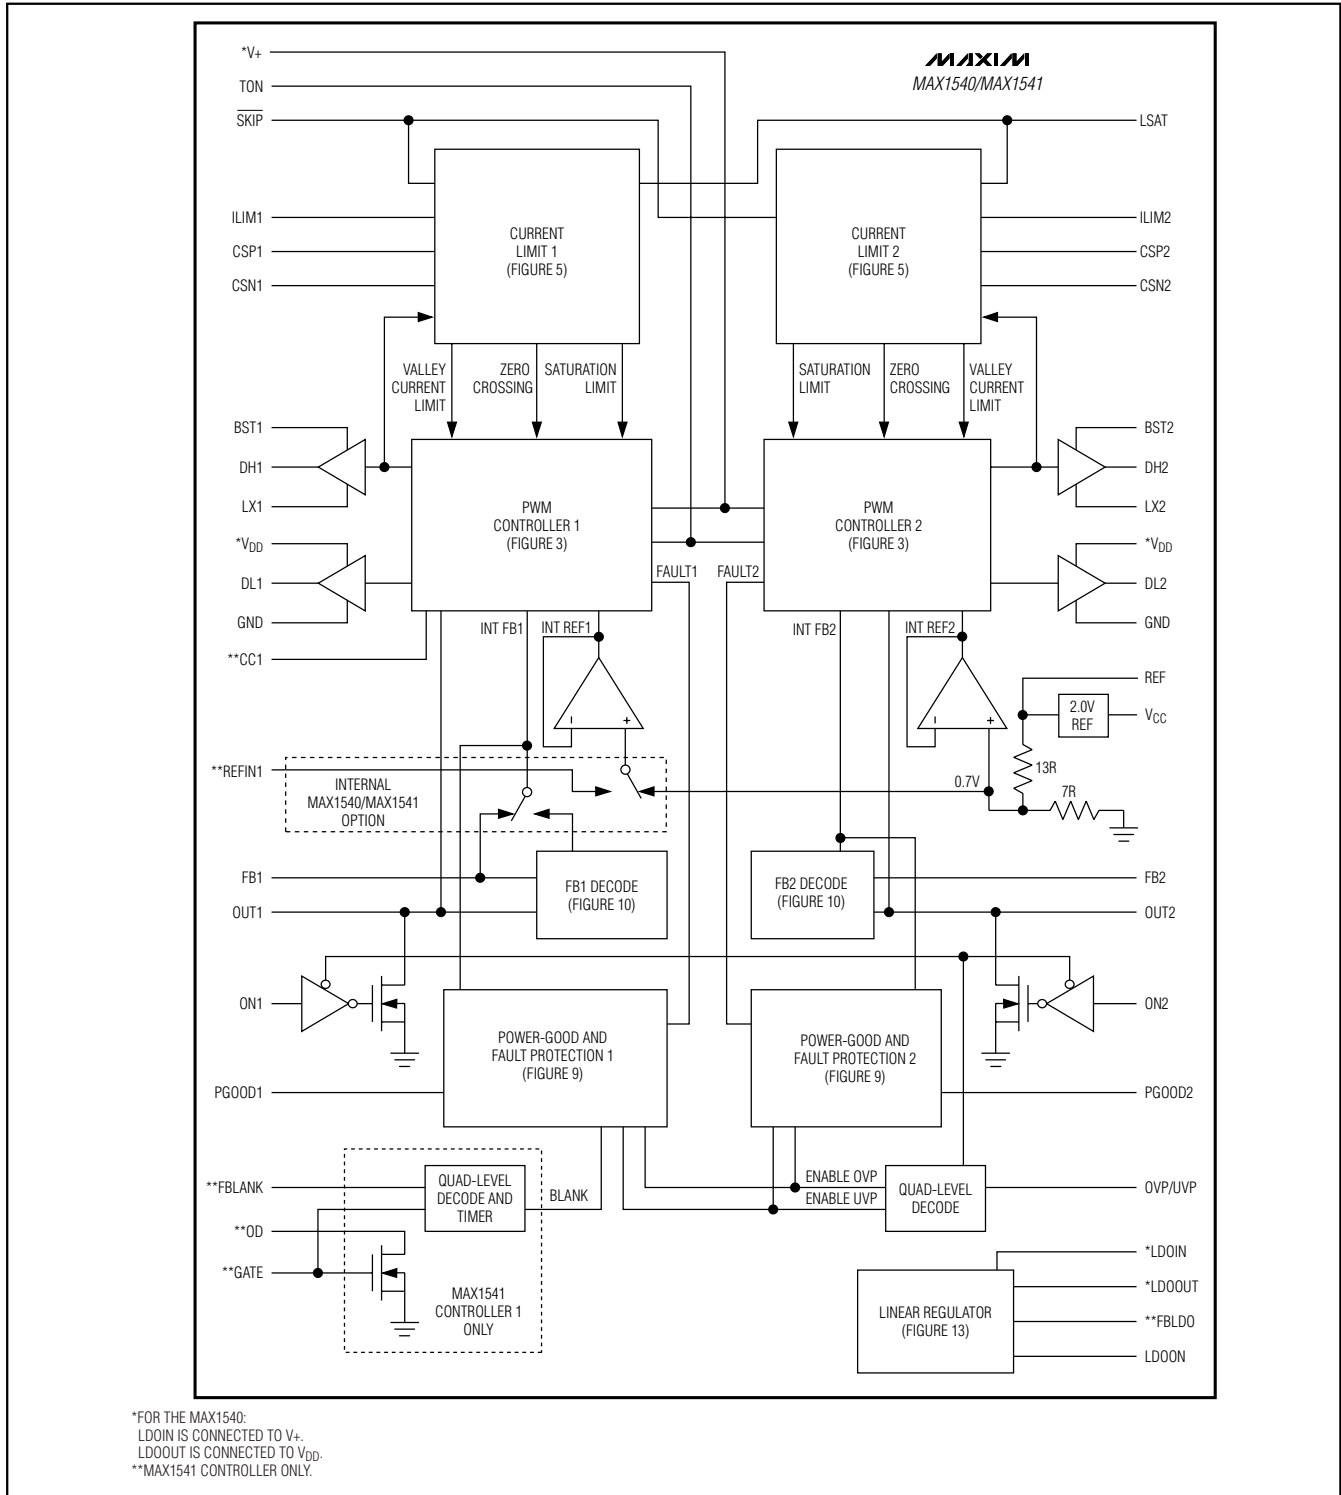 *V+
MAXIM
TON
MAX1540/MAX1541
SKIP
LSAT
ILIM1
CURRENT
LIMIT 1
(FIGURE 5)
CURRENT
LIMIT 2
(FIGURE 5)
ILIM2
CSP1
CSP2
CSN1
CSN2
VALLEY
CURRENT
LIMIT
ZERO
CROSSING
SATURATION
LIMIT
SATURATION
LIMIT
ZERO
CROSSING
VALLEY
CURRENT
LIMIT
BST1
BST2
DH1
DH2
LX1
PWM
CONTROLLER 1
(FIGURE 3)
PWM
CONTROLLER 2
(FIGURE 3)
LX2
*VDD
*VDD
DL1
FAULT1
FAULT2
DL2
GND
INT FB1
INT REF1
INT FB2
INT REF2
GND
**CC1
REF
2.0V
REF
VCC
–
+
–
+
**REFIN1
INTERNAL
MAX1540/MAX1541
OPTION
0.7V
13R
7R
FB1
FB1 DECODE
(FIGURE 10)
FB2 DECODE
(FIGURE 10)
FB2
OUT1
OUT2
ON1
ON2
POWER-GOOD AND
FAULT PROTECTION 1
(FIGURE 9)
POWER-GOOD AND
FAULT PROTECTION 2
(FIGURE 9)
PGOOD1
PGOOD2
**FBLANK
QUAD-LEVEL
DECODE AND
TIMER
BLANK
ENABLE OVP
ENABLE UVP
QUAD-LEVEL
DECODE
OVP/UVP
**OD
**GATE
MAX1541
CONTROLLER 1
ONLY
*LDOIN
*LDOOUT
LINEAR REGULATOR
(FIGURE 13)
**FBLDO
LDOON
*FOR THE MAX1540:
LDOIN IS CONNECTED TO V+.
LDOOUT IS CONNECTED TO VDD.
**MAX1541 CONTROLLER ONLY.